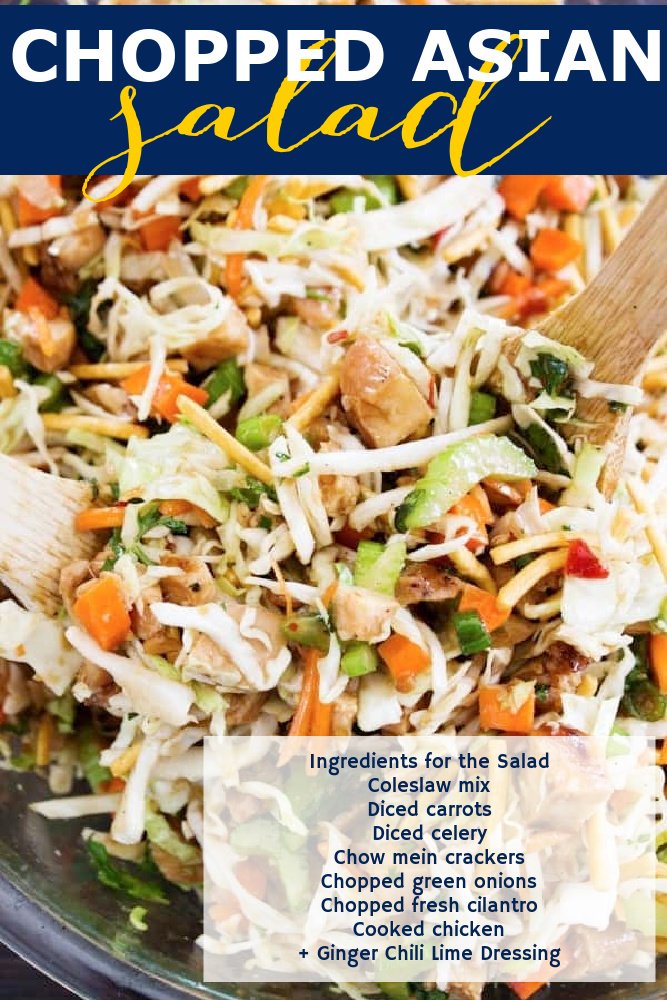 CHOPPED ASIAN
salad
Ingredients for the Salad
Coleslaw mix
Diced carrots
Diced celery
Chow mein crackers
Chopped green onions
Chopped fresh cilantro
Cooked chicken
+ Ginger Chili Lime Dressing